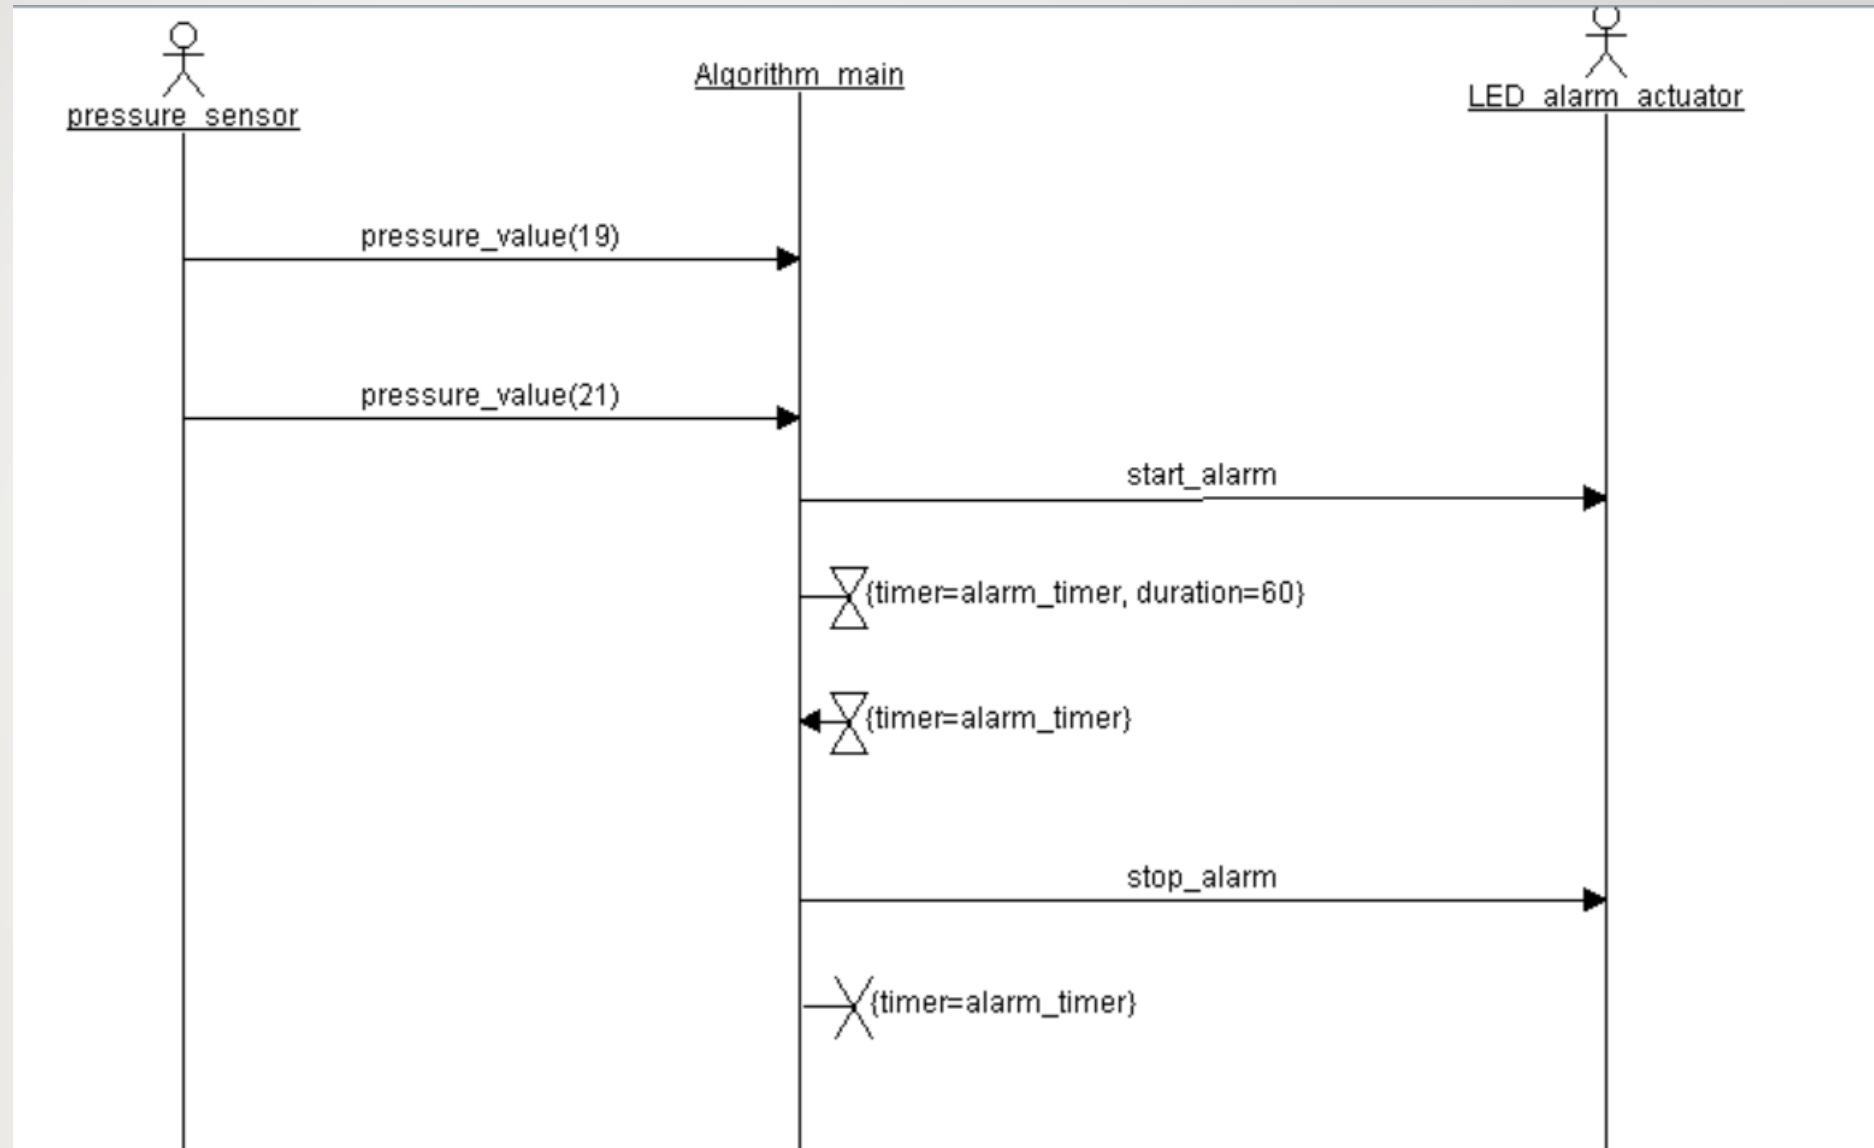 pressure_sensor
Algorithm_main
LED_alarm_actuator
pressure_value(19)
pressure_value(21)
start_alarm
{timer=alarm_timer, duration=60}
{timer=alarm_timer}
stop_alarm
{timer=alarm_timer}